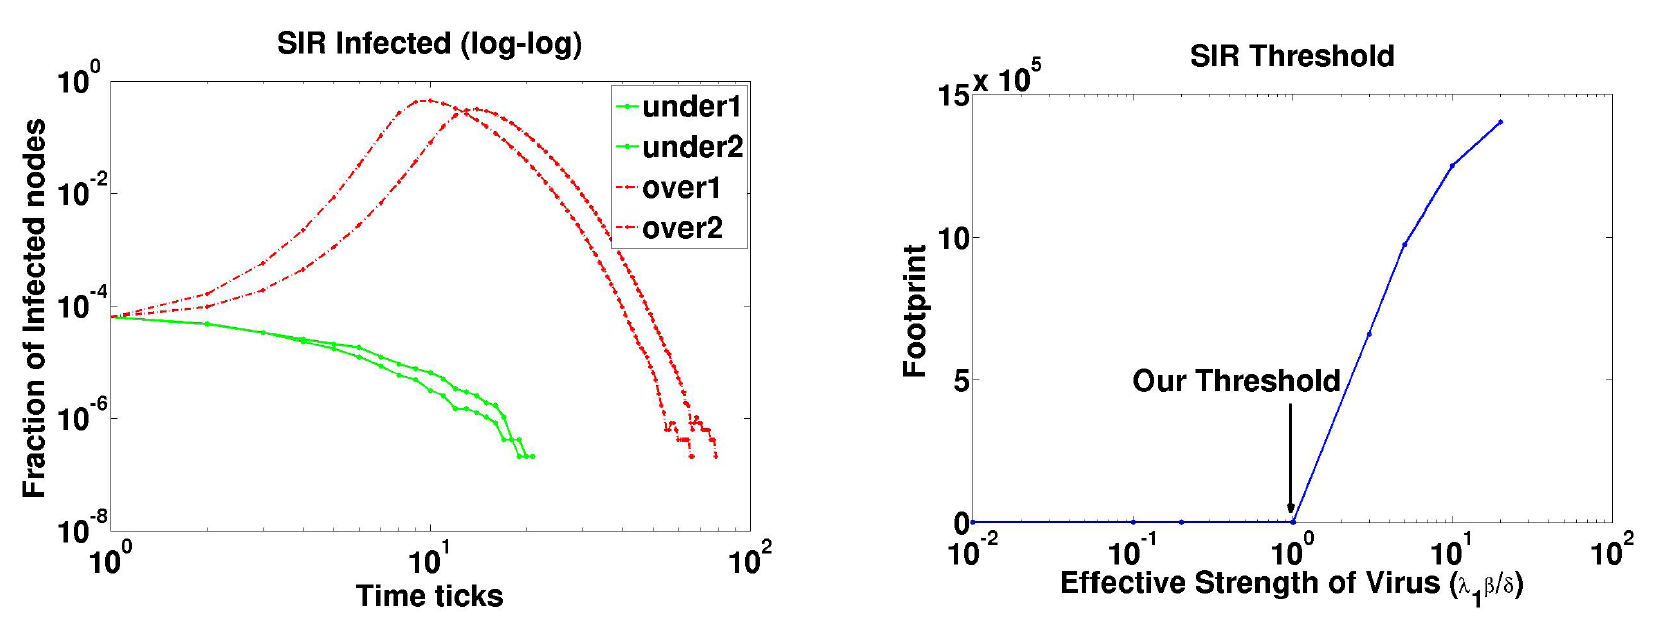 SIR Infected (log-log)
10^0
10^-2
10^-4
10^-6
10^-8
Fraction of Infected nodes
under1
under2
over1
over2
10^0
10^1
10^2
Time ticks
SIR Threshold
x 10^5
15
10
5
0
Footprint
Our Threshold
10^-2
10^-1
10^0
10^1
10^2
Effective Strength of Virus (λ_1β/δ)